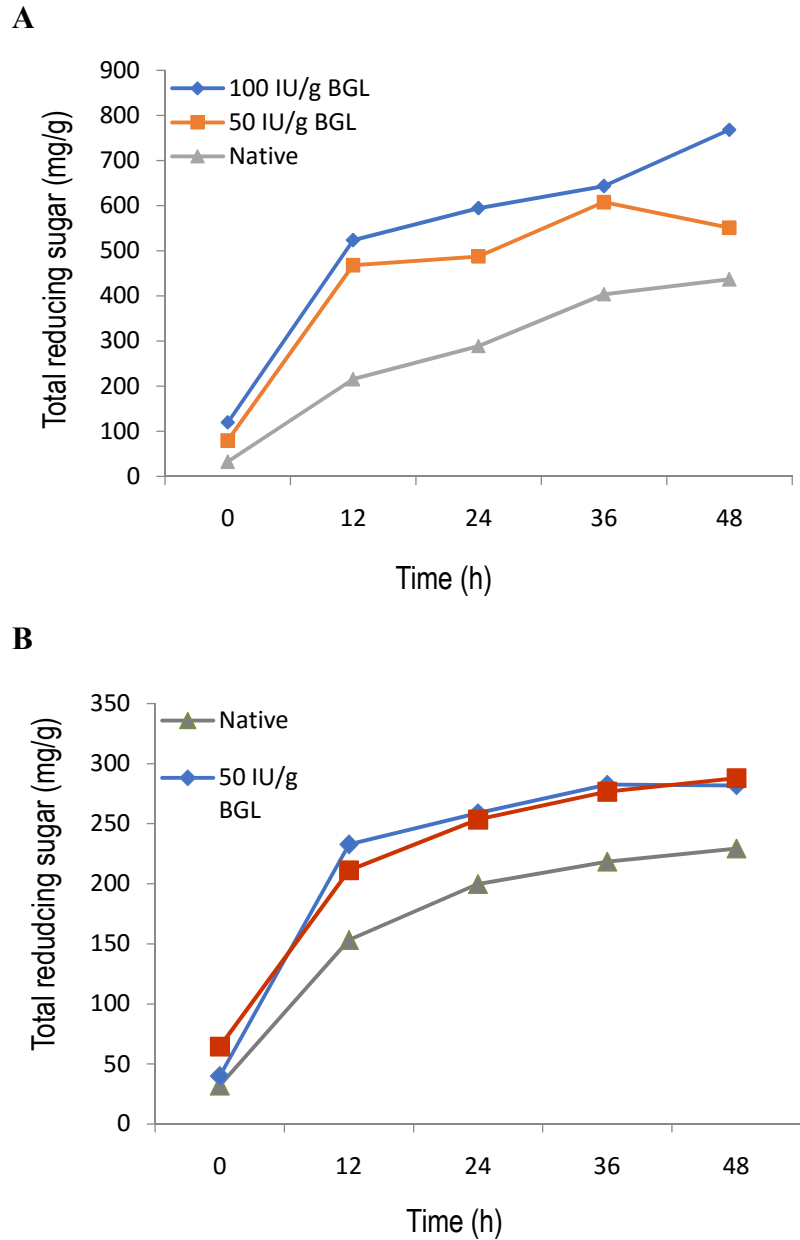 A
900
800
700
600
500
400
300
200
100
0
Total reducing sugar (mg/g)
100 IU/g BGL
50 IU/g BGL
Native
0 12 24 36 48
Time (h)
B
350
300
250
200
150
100
50
0
Total redudcing sugar (mg/g)
Native
50 IU/g
BGL
0 12 24 36 48
Time (h)